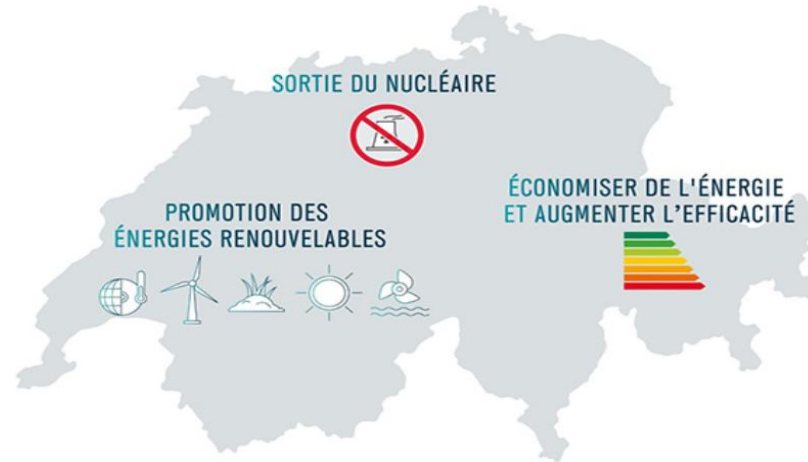 SORTIE DU NUCLÉAIRE
PROMOTION DES
ÉNERGIES RENOUVELABLES
ÉCONOMISER DE L'ÉNERGIE
ET AUGMENTER L’EFFICACITÉ